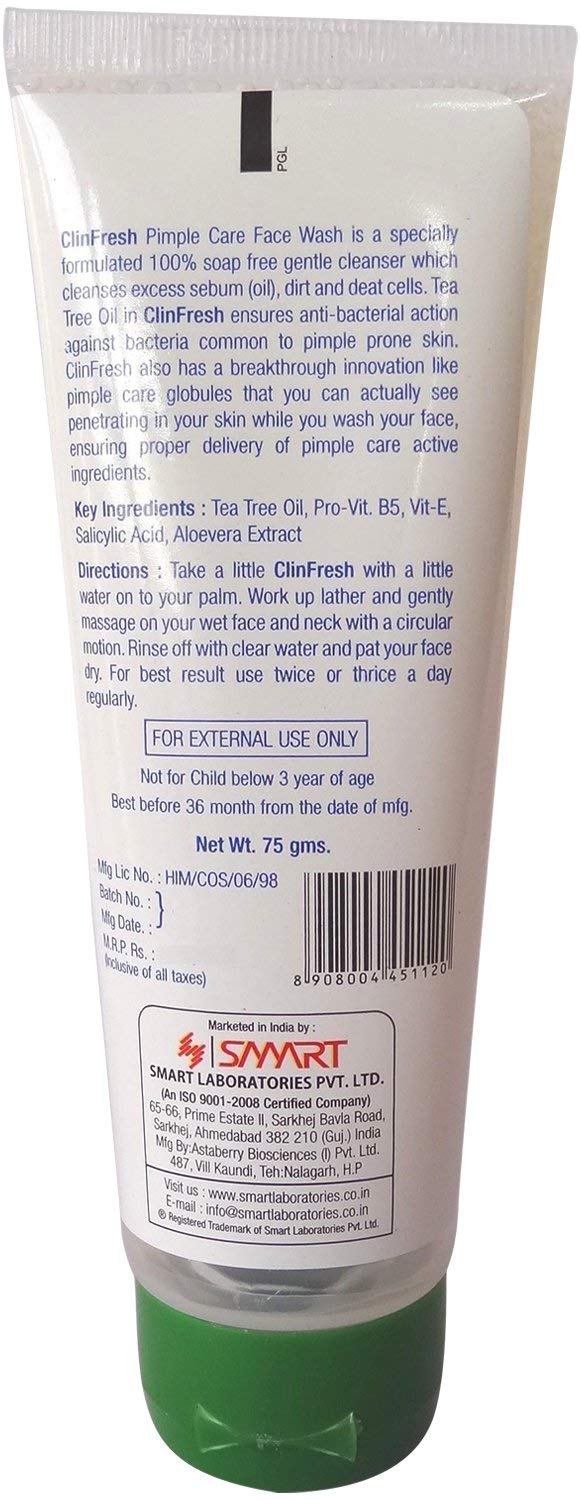 PGL
ClinFresh Pimple Care Face Wash is a specially
formulated 100% soap free gentle cleanser which
cleanses excess sebum (oil), dirt and deat cells. Tea
Tree Oil in ClinFresh ensures anti-bacterial action
against bacteria common to pimple prone skin.
ClinFresh also has a breakthrough innovation like
pimple care globules that you can actually see
penetrating in your skin while you wash your face,
ensuring proper delivery of pimple care active
ingredients.
Key Ingredients : Tea Tree Oil, Pro-Vit. B5, Vit-E,
Salicylic Acid, Aloevera Extract
Directions : Take a little ClinFresh with a little
water on to your palm. Work up lather and gently
massage on your wet face and neck with a circular
motion. Rinse off with clear water and pat your face
dry. For best result use twice or thrice a day
regularly.
FOR EXTERNAL USE ONLY
Not for Child below 3 year of age
Best before 36 month from the date of mfg.
Net Wt. 75 gms.
Mfg Lic No. : HIM/COS/06/98
Batch No. : }
Mfg Date. :
M.R.P. Rs. :
(Inclusive of all taxes)
8 908004 451120
Marketed in India by :
SMART
SMART LABORATORIES PVT. LTD.
(An ISO 9001-2008 Certified Company)
65-66, Prime Estate II, Sarkhej Bavla Road,
Sarkhej, Ahmedabad 382 210 (Guj.) India
Mfg By:Astaberry Biosciences (I) Pvt. Ltd.
487, Vill Kaundi, Teh:Nalagarh, H.P
Visit us : www.smartlaboratories.co.in
E-mail : info@smartlaboratories.co.in
® Registered Trademark of Smart Laboratories Pvt. Ltd.